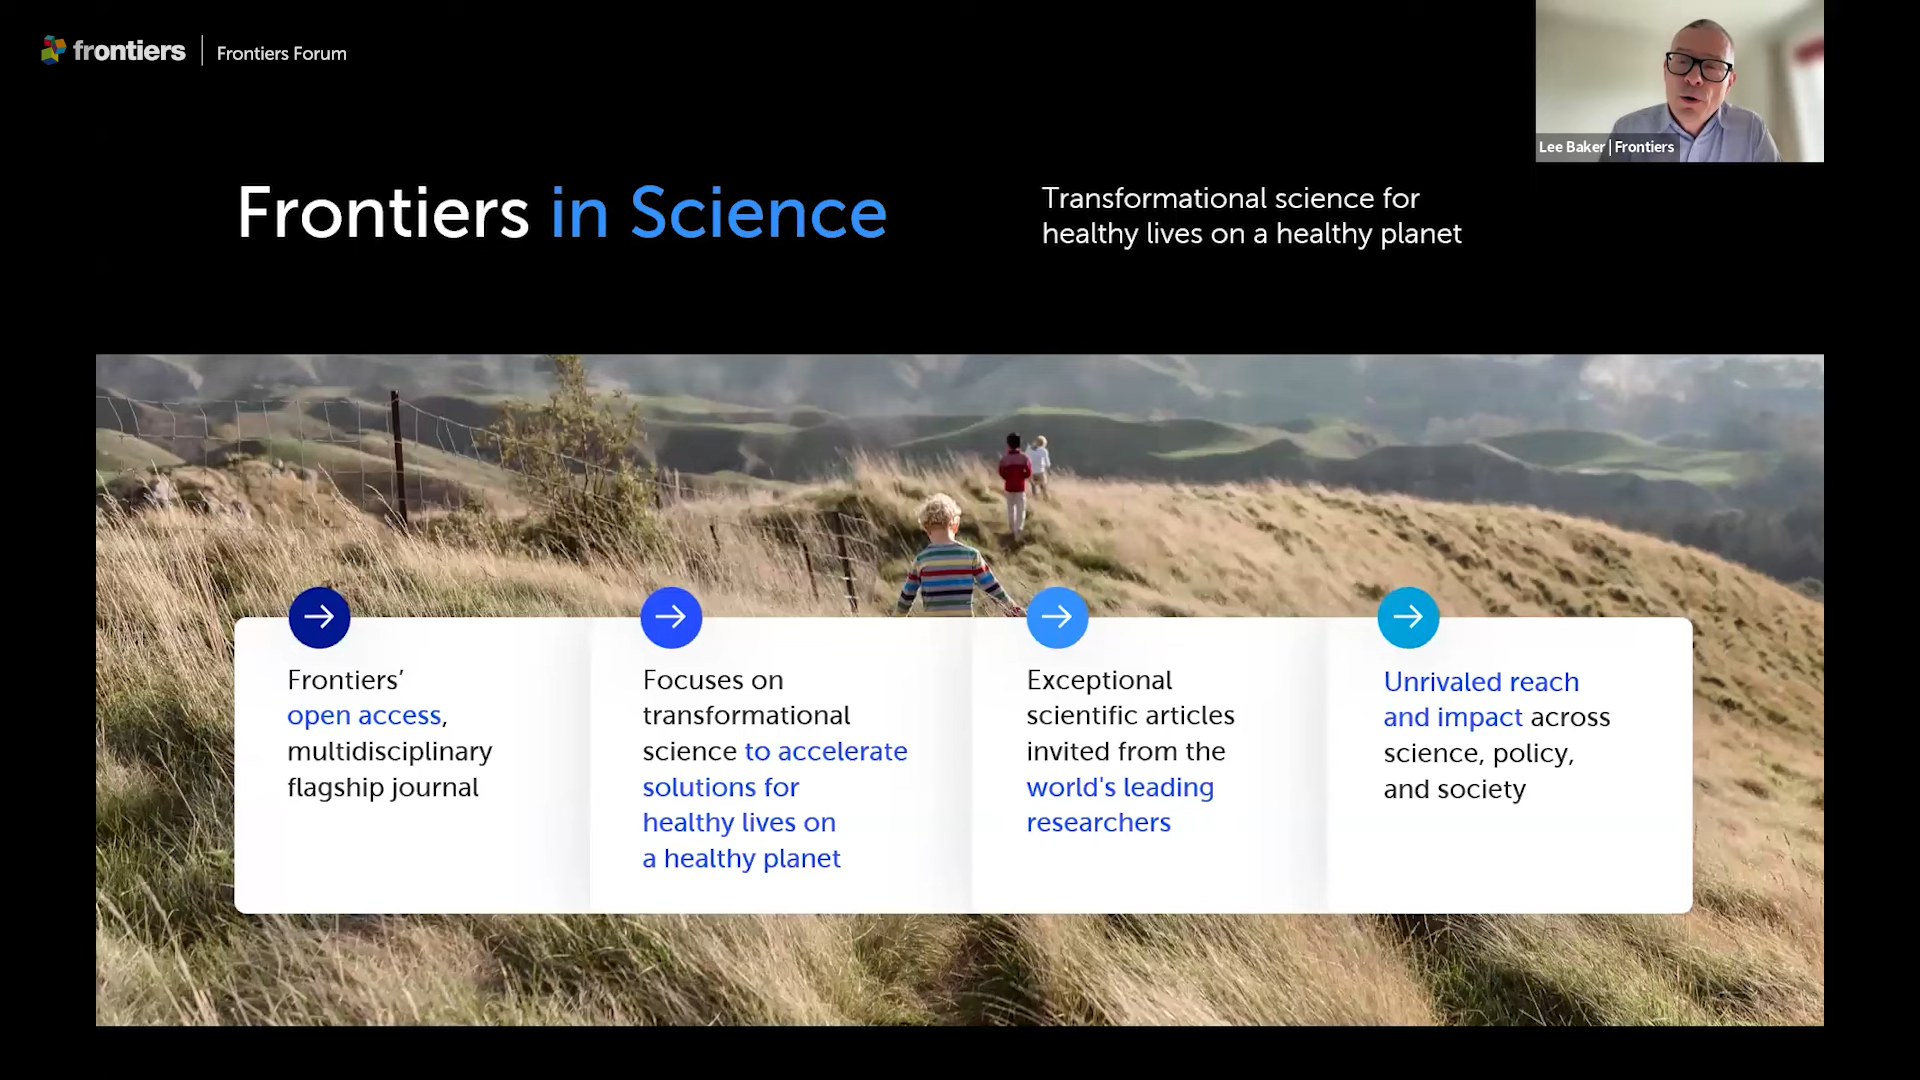 frontiers | Frontiers Forum
Lee Baker | Frontiers
Frontiers in Science
Transformational science for
healthy lives on a healthy planet
Frontiers’
open access,
multidisciplinary
flagship journal
Focuses on
transformational
science to accelerate
solutions for
healthy lives on
a healthy planet
Exceptional
scientific articles
invited from the
world's leading
researchers
Unrivaled reach
and impact across
science, policy,
and society